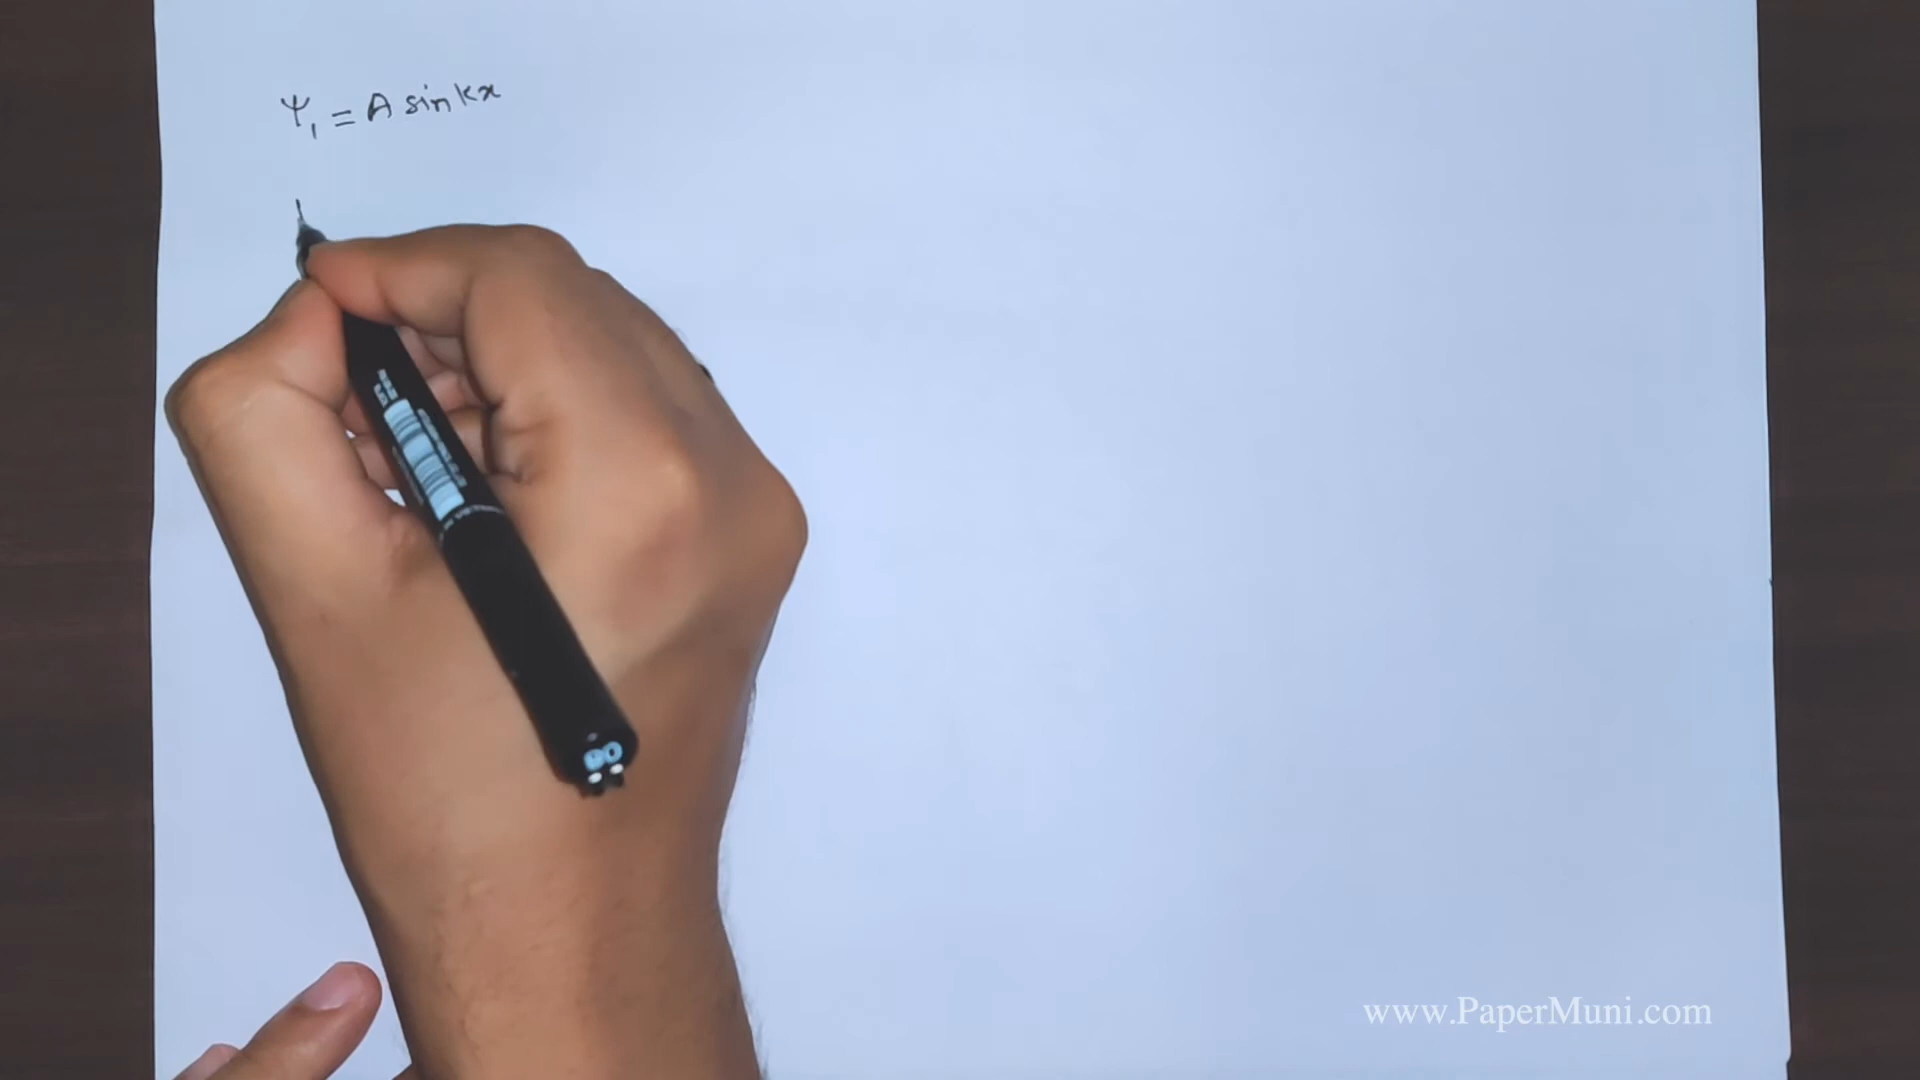 Ψ₁ = A sin kx
www.PaperMuni.com